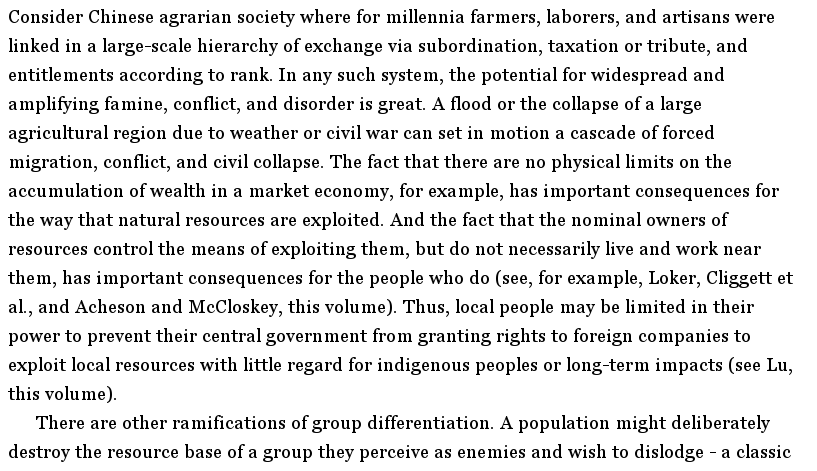 Consider Chinese agrarian society where for millennia farmers, laborers, and artisans were
linked in a large-scale hierarchy of exchange via subordination, taxation or tribute, and
entitlements according to rank. In any such system, the potential for widespread and
amplifying famine, conflict, and disorder is great. A flood or the collapse of a large
agricultural region due to weather or civil war can set in motion a cascade of forced
migration, conflict, and civil collapse. The fact that there are no physical limits on the
accumulation of wealth in a market economy, for example, has important consequences for
the way that natural resources are exploited. And the fact that the nominal owners of
resources control the means of exploiting them, but do not necessarily live and work near
them, has important consequences for the people who do (see, for example, Loker, Cliggett et
al., and Acheson and McCloskey, this volume). Thus, local people may be limited in their
power to prevent their central government from granting rights to foreign companies to
exploit local resources with little regard for indigenous peoples or long-term impacts (see Lu,
this volume).
There are other ramifications of group differentiation. A population might deliberately
destroy the resource base of a group they perceive as enemies and wish to dislodge - a classic